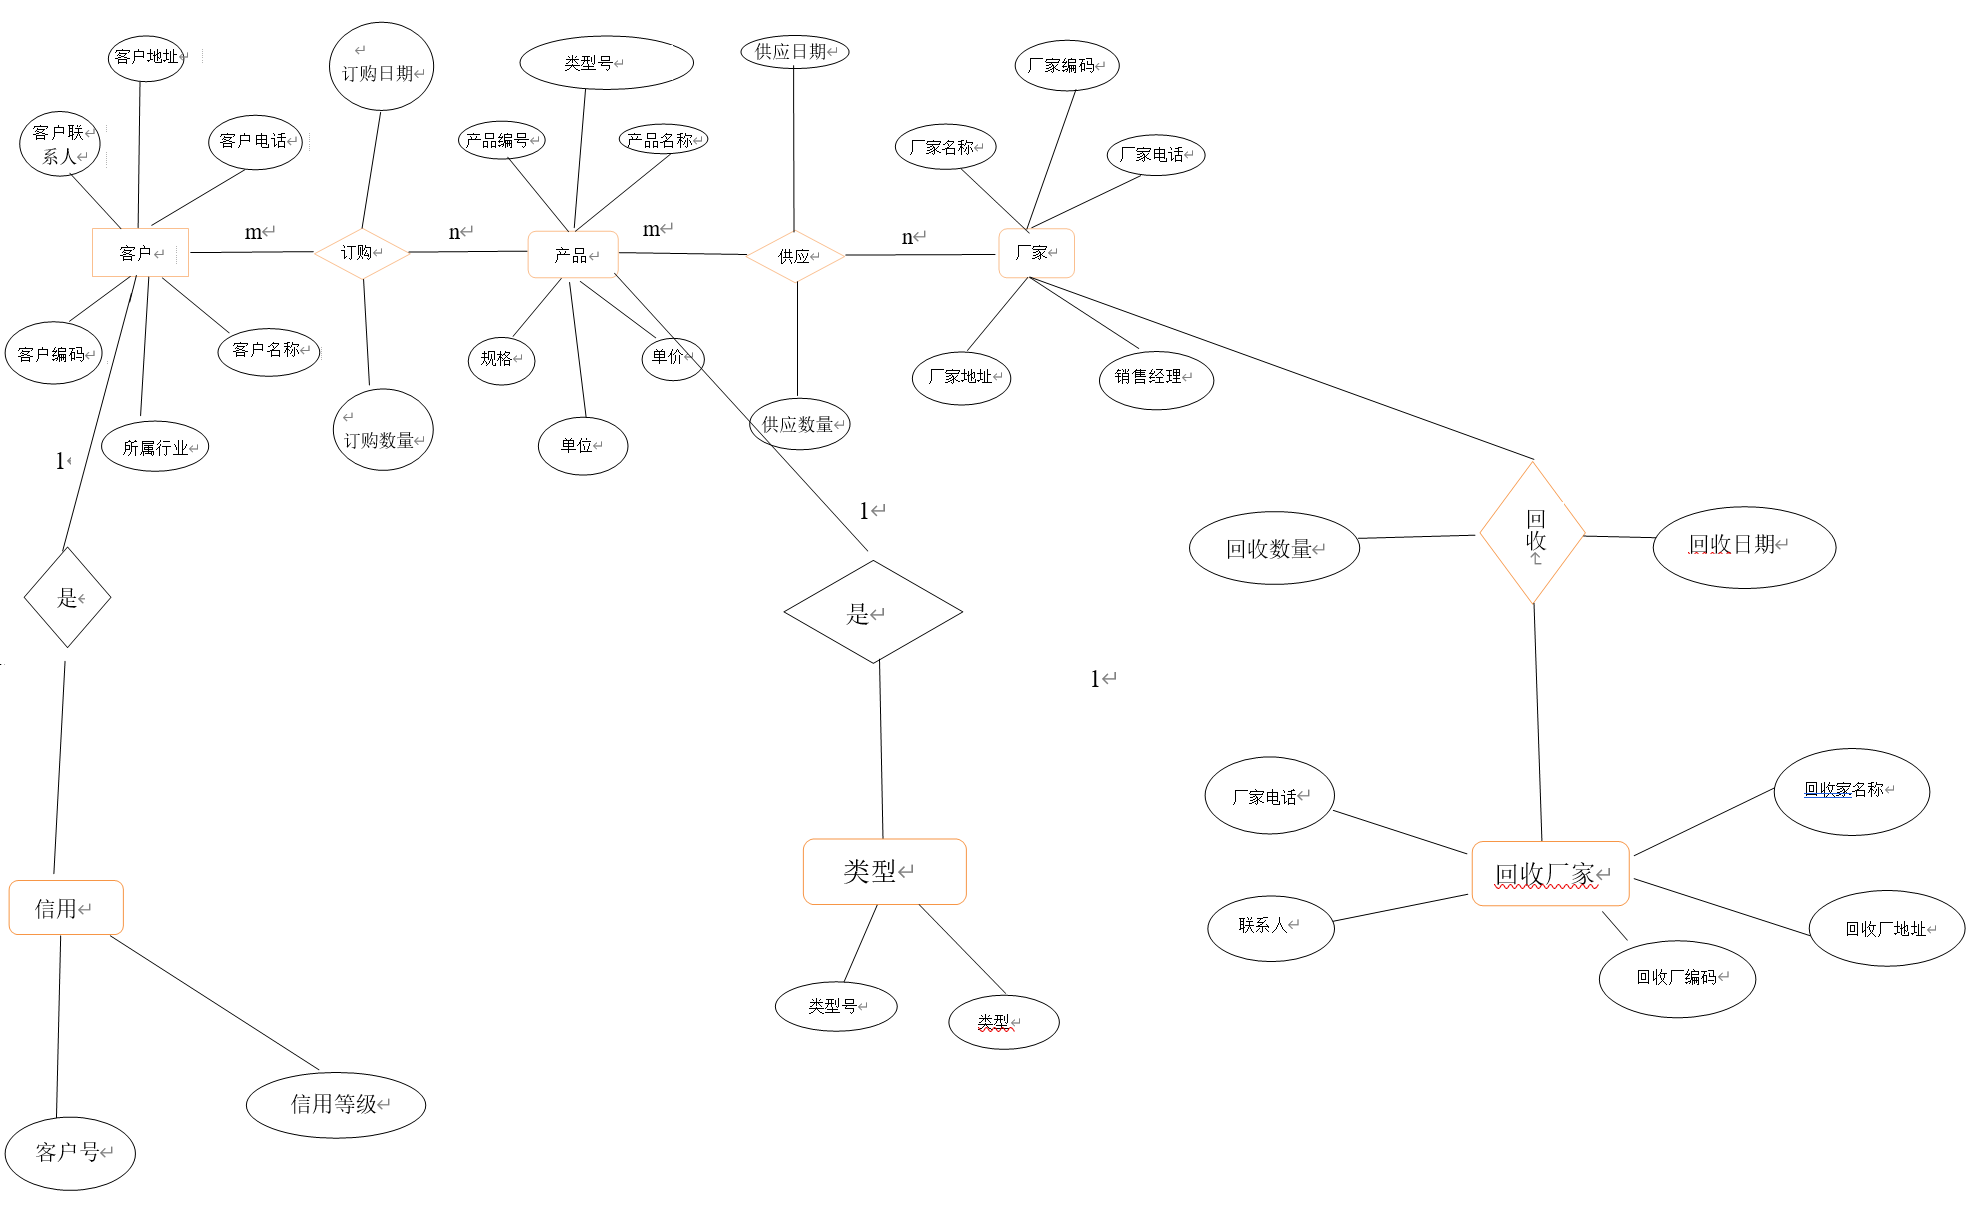 客户地址
订购日期
类型号
供应日期
厂家编码
客户联
系人
客户电话
产品编号
产品名称
厂家名称
厂家电话
m
n
m
n
客户
订购
产品
供应
厂家
客户编码
客户名称
规格
单价
厂家地址
销售经理
所属行业
订购数量
单位
供应数量
1
1
回收数量
回
收
回收日期
是
是
1
厂家电话
回收家名称
类型
回收厂家
信用
联系人
回收厂地址
回收厂编码
类型号
类型
信用等级
客户号